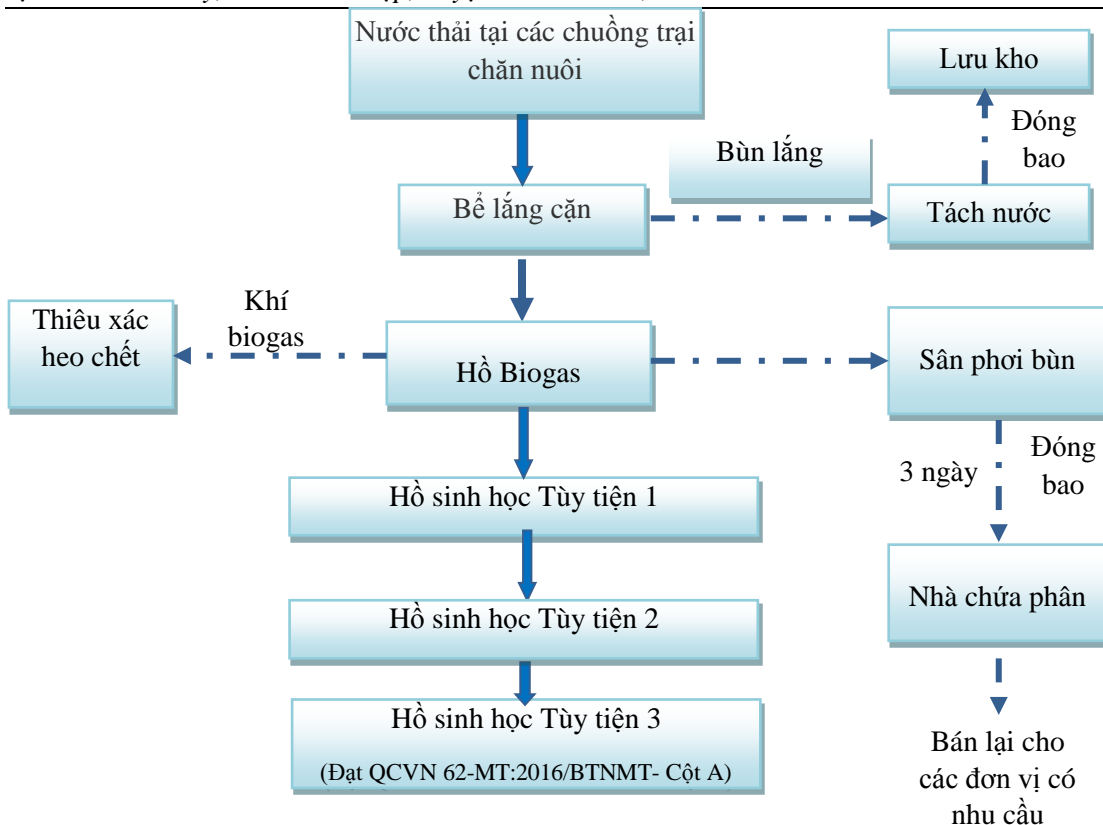 Nước thải tại các chuồng trại
chăn nuôi
Lưu kho
Đóng
bao
Bùn lắng
Bể lắng cặn
Tách nước
Khí
biogas
Thiêu xác
heo chết
Hồ Biogas
Sân phơi bùn
3 ngày
Đóng
bao
Hồ sinh học Tùy tiện 1
Nhà chứa phân
Hồ sinh học Tùy tiện 2
Hồ sinh học Tùy tiện 3
(Đạt QCVN 62-MT:2016/BTNMT- Cột A)
Bán lại cho
các đơn vị có
nhu cầu